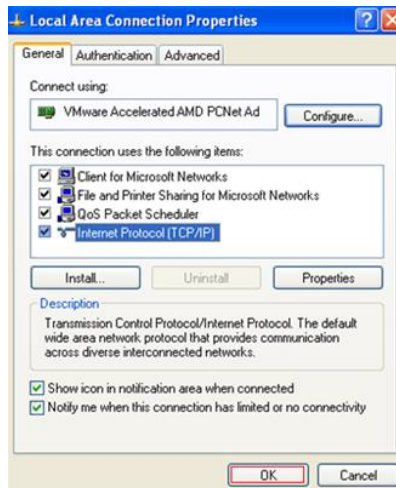 Local Area Connection Properties
General Authentication Advanced
Connect using:
VMware Accelerated AMD PCNet Ad Configure...
This connection uses the following items:
Client for Microsoft Networks
File and Printer Sharing for Microsoft Networks
QoS Packet Scheduler
Internet Protocol (TCP/IP)
Install... Uninstall Properties
Description
Transmission Control Protocol/Internet Protocol. The default
wide area network protocol that provides communication
across diverse interconnected networks.
Show icon in notification area when connected
Notify me when this connection has limited or no connectivity
OK Cancel